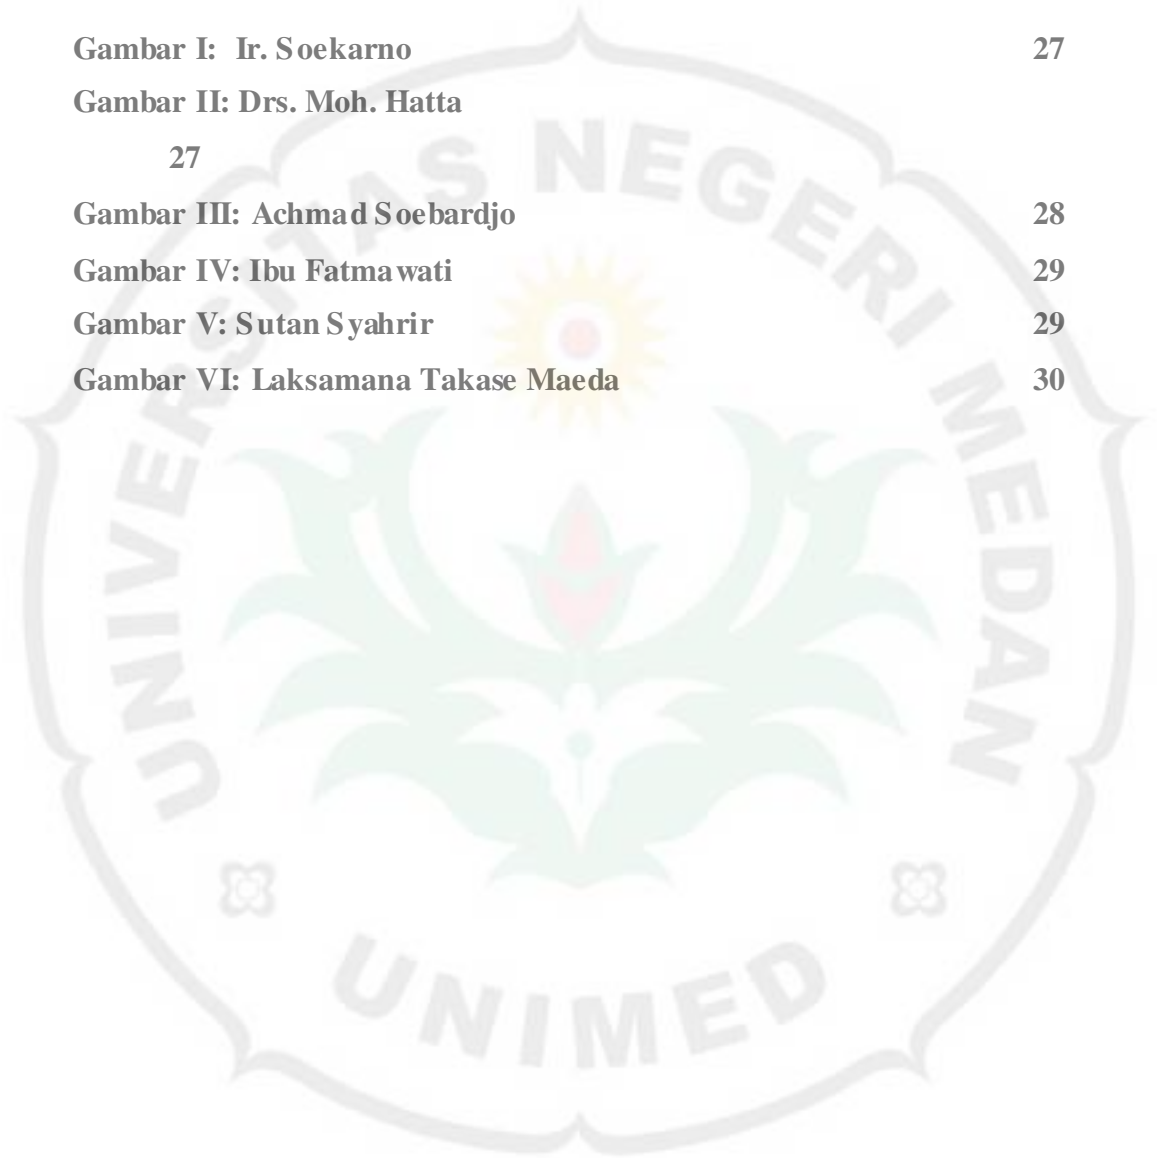 Gambar I: Ir. Soekarno 27
Gambar II: Drs. Moh. Hatta
27
Gambar III: Achmad Soebardjo 28
Gambar IV: Ibu Fatmawati 29
Gambar V: Sutan Syahrir 29
Gambar VI: Laksamana Takase Maeda 30
UNIVERSITAS NEGERI MEDAN
UNIMED